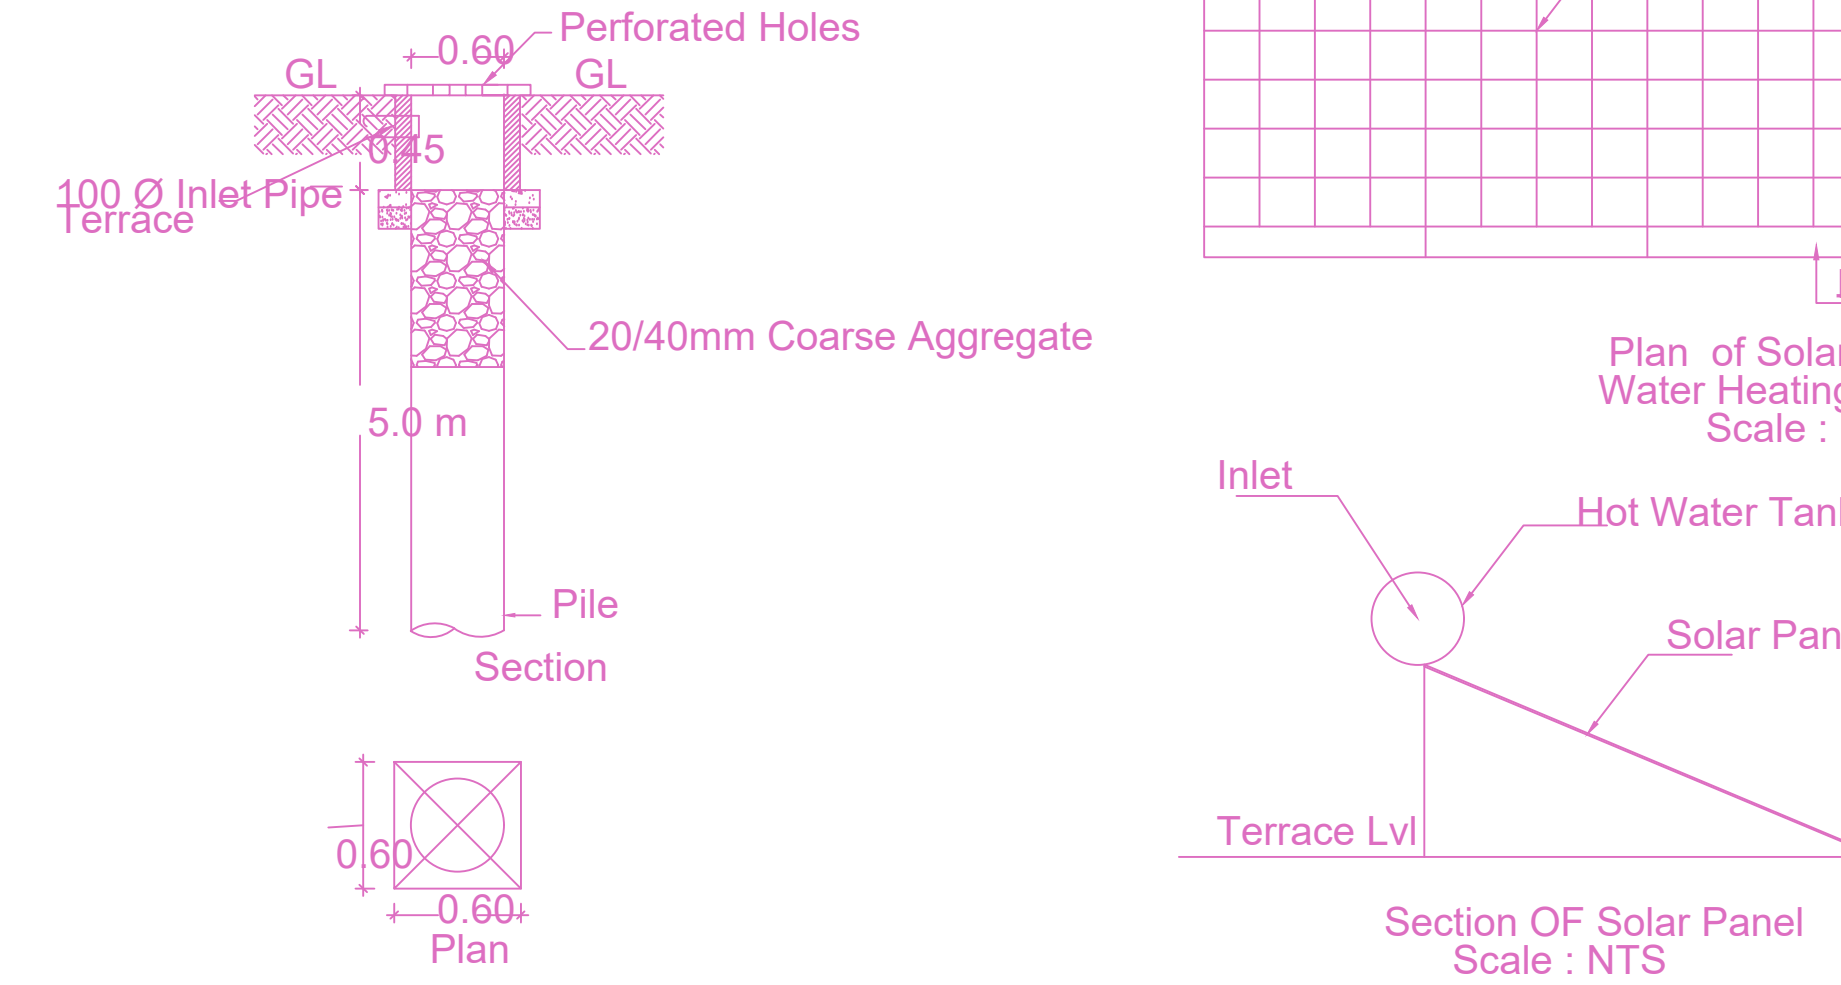 Perforated Holes
0.60
GL
GL
0.45
100 Ø Inlet Pipe
Terrace
20/40mm Coarse Aggregate
5.0 m
Pile
Section
0.60
0.60
Plan
Plan of Solar
Water Heating
Scale :
Inlet
Hot Water Tank
Solar Pan
Terrace Lvl
Section OF Solar Panel
Scale : NTS